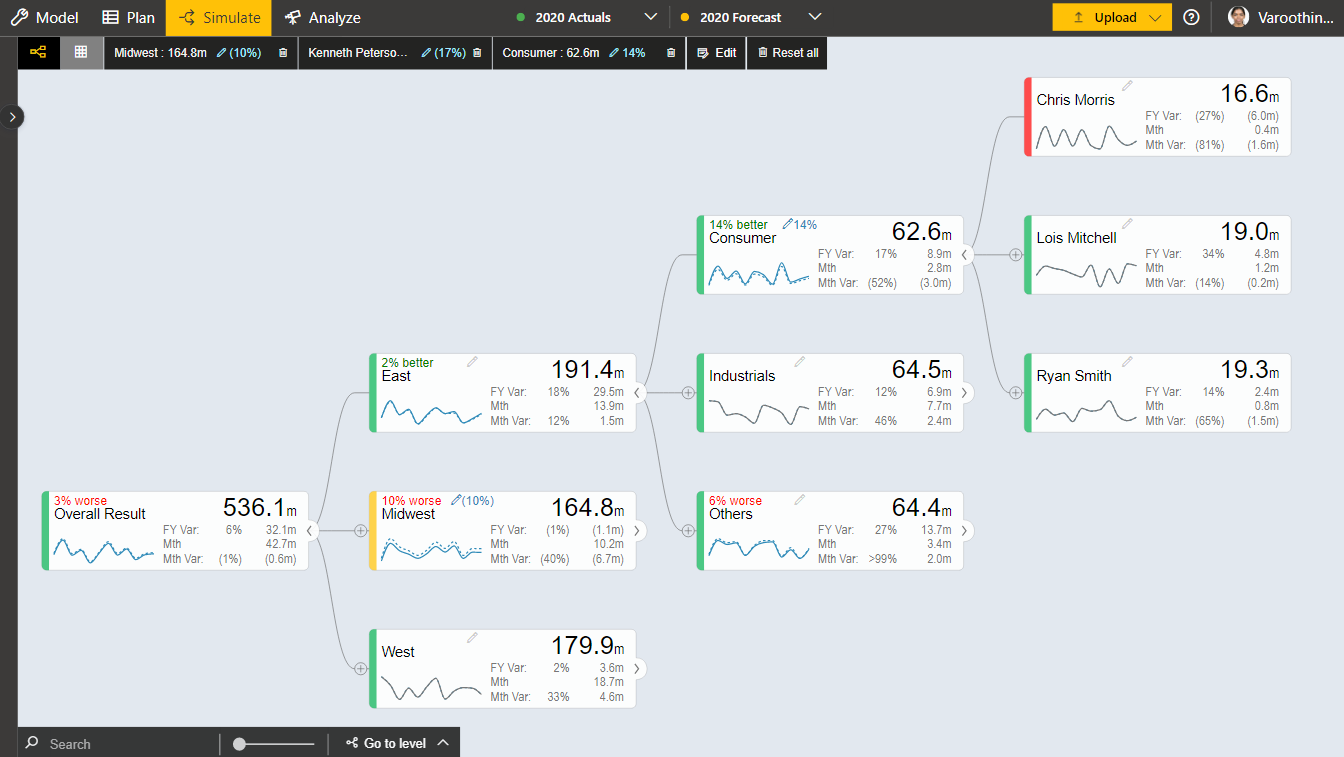 Model Plan Simulate Analyze 2020 Actuals 2020 Forecast Upload Varoothin...
Midwest : 164.8m (10%) Kenneth Peterso... (17%) Consumer : 62.6m 14% Edit Reset all
Chris Morris 16.6m
FY Var: (27%) (6.0m)
Mth 0.4m
Mth Var: (81%) (1.6m)
14% better 14%
Consumer 62.6m
FY Var: 17% 8.9m
Mth 2.8m
Mth Var: (52%) (3.0m)
Lois Mitchell 19.0m
FY Var: 34% 4.8m
Mth 1.2m
Mth Var: (14%) (0.2m)
2% better
East 191.4m
FY Var: 18% 29.5m
Mth 13.9m
Mth Var: 12% 1.5m
Industrials 64.5m
FY Var: 12% 6.9m
Mth 7.7m
Mth Var: 46% 2.4m
Ryan Smith 19.3m
FY Var: 14% 2.4m
Mth 0.8m
Mth Var: (65%) (1.5m)
3% worse
Overall Result 536.1m
FY Var: 6% 32.1m
Mth 42.7m
Mth Var: (1%) (0.6m)
10% worse (10%)
Midwest 164.8m
FY Var: (1%) (1.1m)
Mth 10.2m
Mth Var: (40%) (6.7m)
6% worse
Others 64.4m
FY Var: 27% 13.7m
Mth 3.4m
Mth Var: >99% 2.0m
West 179.9m
FY Var: 2% 3.6m
Mth 18.7m
Mth Var: 33% 4.6m
Search Go to level